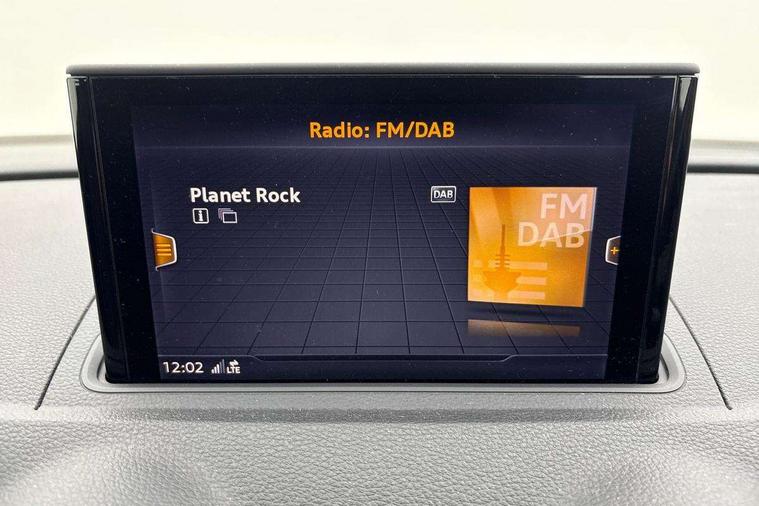 Radio: FM/DAB
Planet Rock
DAB
i
FM
DAB
12:02 LTE